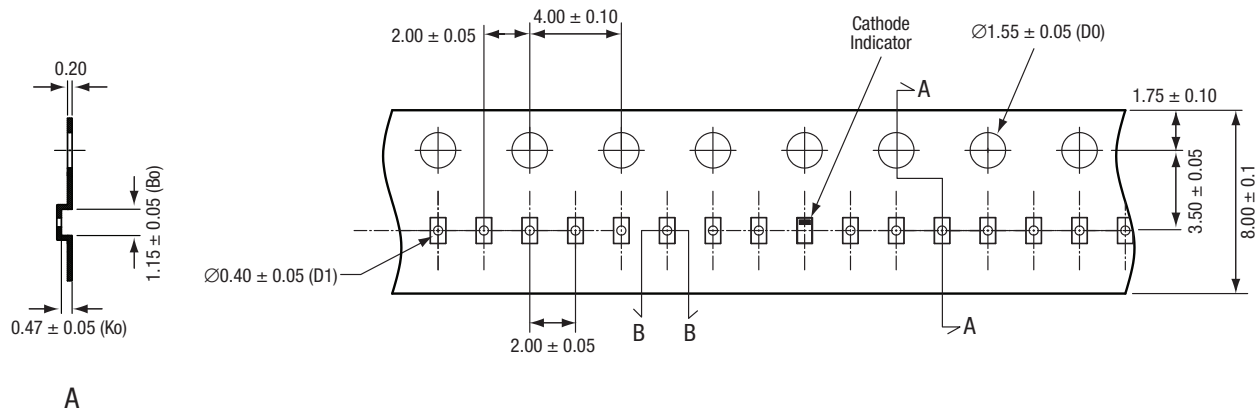 4.00 ± 0.10
2.00 ± 0.05
Cathode
Indicator
∅1.55 ± 0.05 (D0)
0.20
A
1.75 ± 0.10
1.15 ± 0.05 (Bo)
3.50 ± 0.05
8.00 ± 0.1
∅0.40 ± 0.05 (D1)
0.47 ± 0.05 (Ko)
2.00 ± 0.05
B
B
A
A